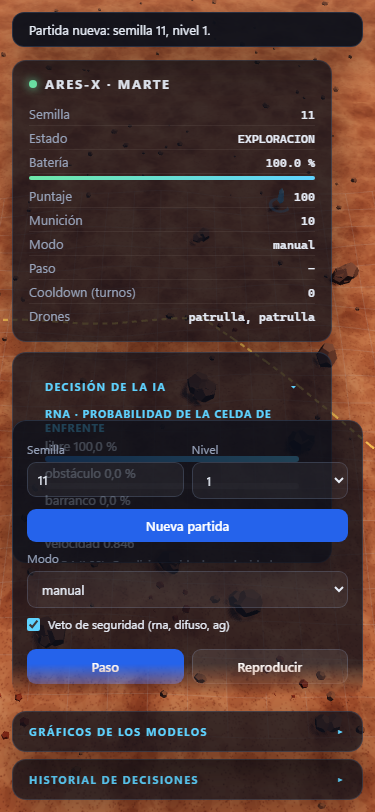 Partida nueva: semilla 11, nivel 1.
ARES-X · MARTE
Semilla 11
Estado EXPLORACION
Batería 100.0 %
Puntaje 100
Munición 10
Modo manual
Paso –
Cooldown (turnos) 0
Drones patrulla, patrulla
DECISIÓN DE LA IA
RNA · PROBABILIDAD DE LA CELDA DE
ENFRENTE
libre 100,0 %
Semilla Nivel
11 1
obstáculo 0,0 %
barranco 0,0 %
Nueva partida
velocidad 0.846
Modo
manual
Veto de seguridad (rna, difuso, ag)
Paso Reproducir
GRÁFICOS DE LOS MODELOS
HISTORIAL DE DECISIONES